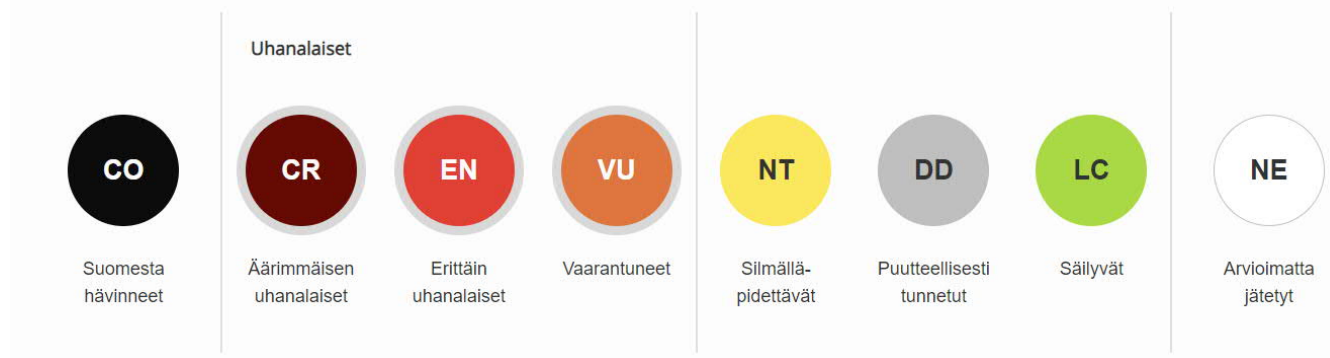 Uhanalaiset
CO
CR
EN
VU
NT
DD
LC
NE
Suomesta
hävinneet
Äärimmäisen
uhanalaiset
Erittäin
uhanalaiset
Vaarantuneet
Silmällä-
pidettävät
Puutteellisesti
tunnetut
Säilyvät
Arvioimatta
jätetyt